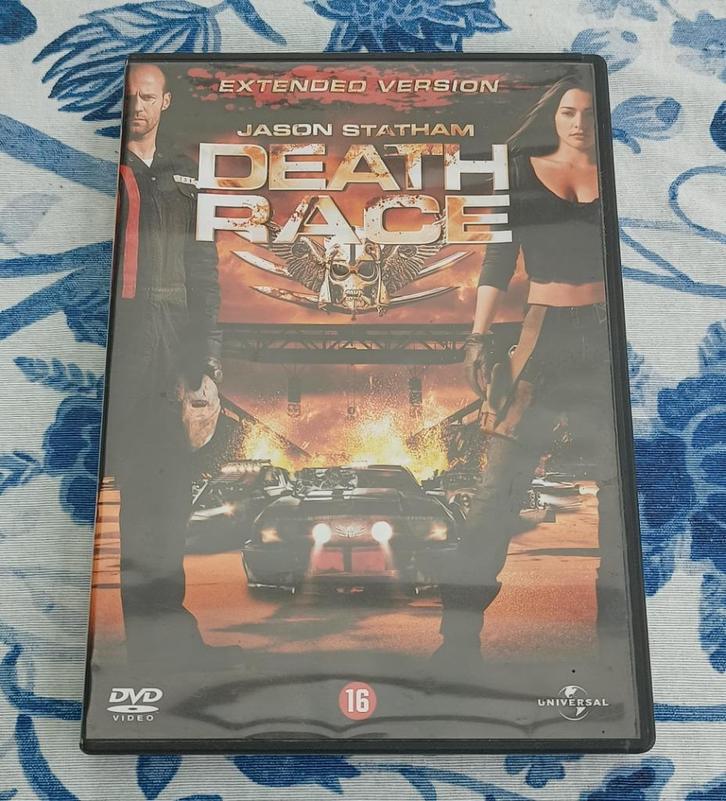 EXTENDED VERSION
JASON STATHAM
DEATH
RACE
DVD
VIDEO
16
UNIVERSAL